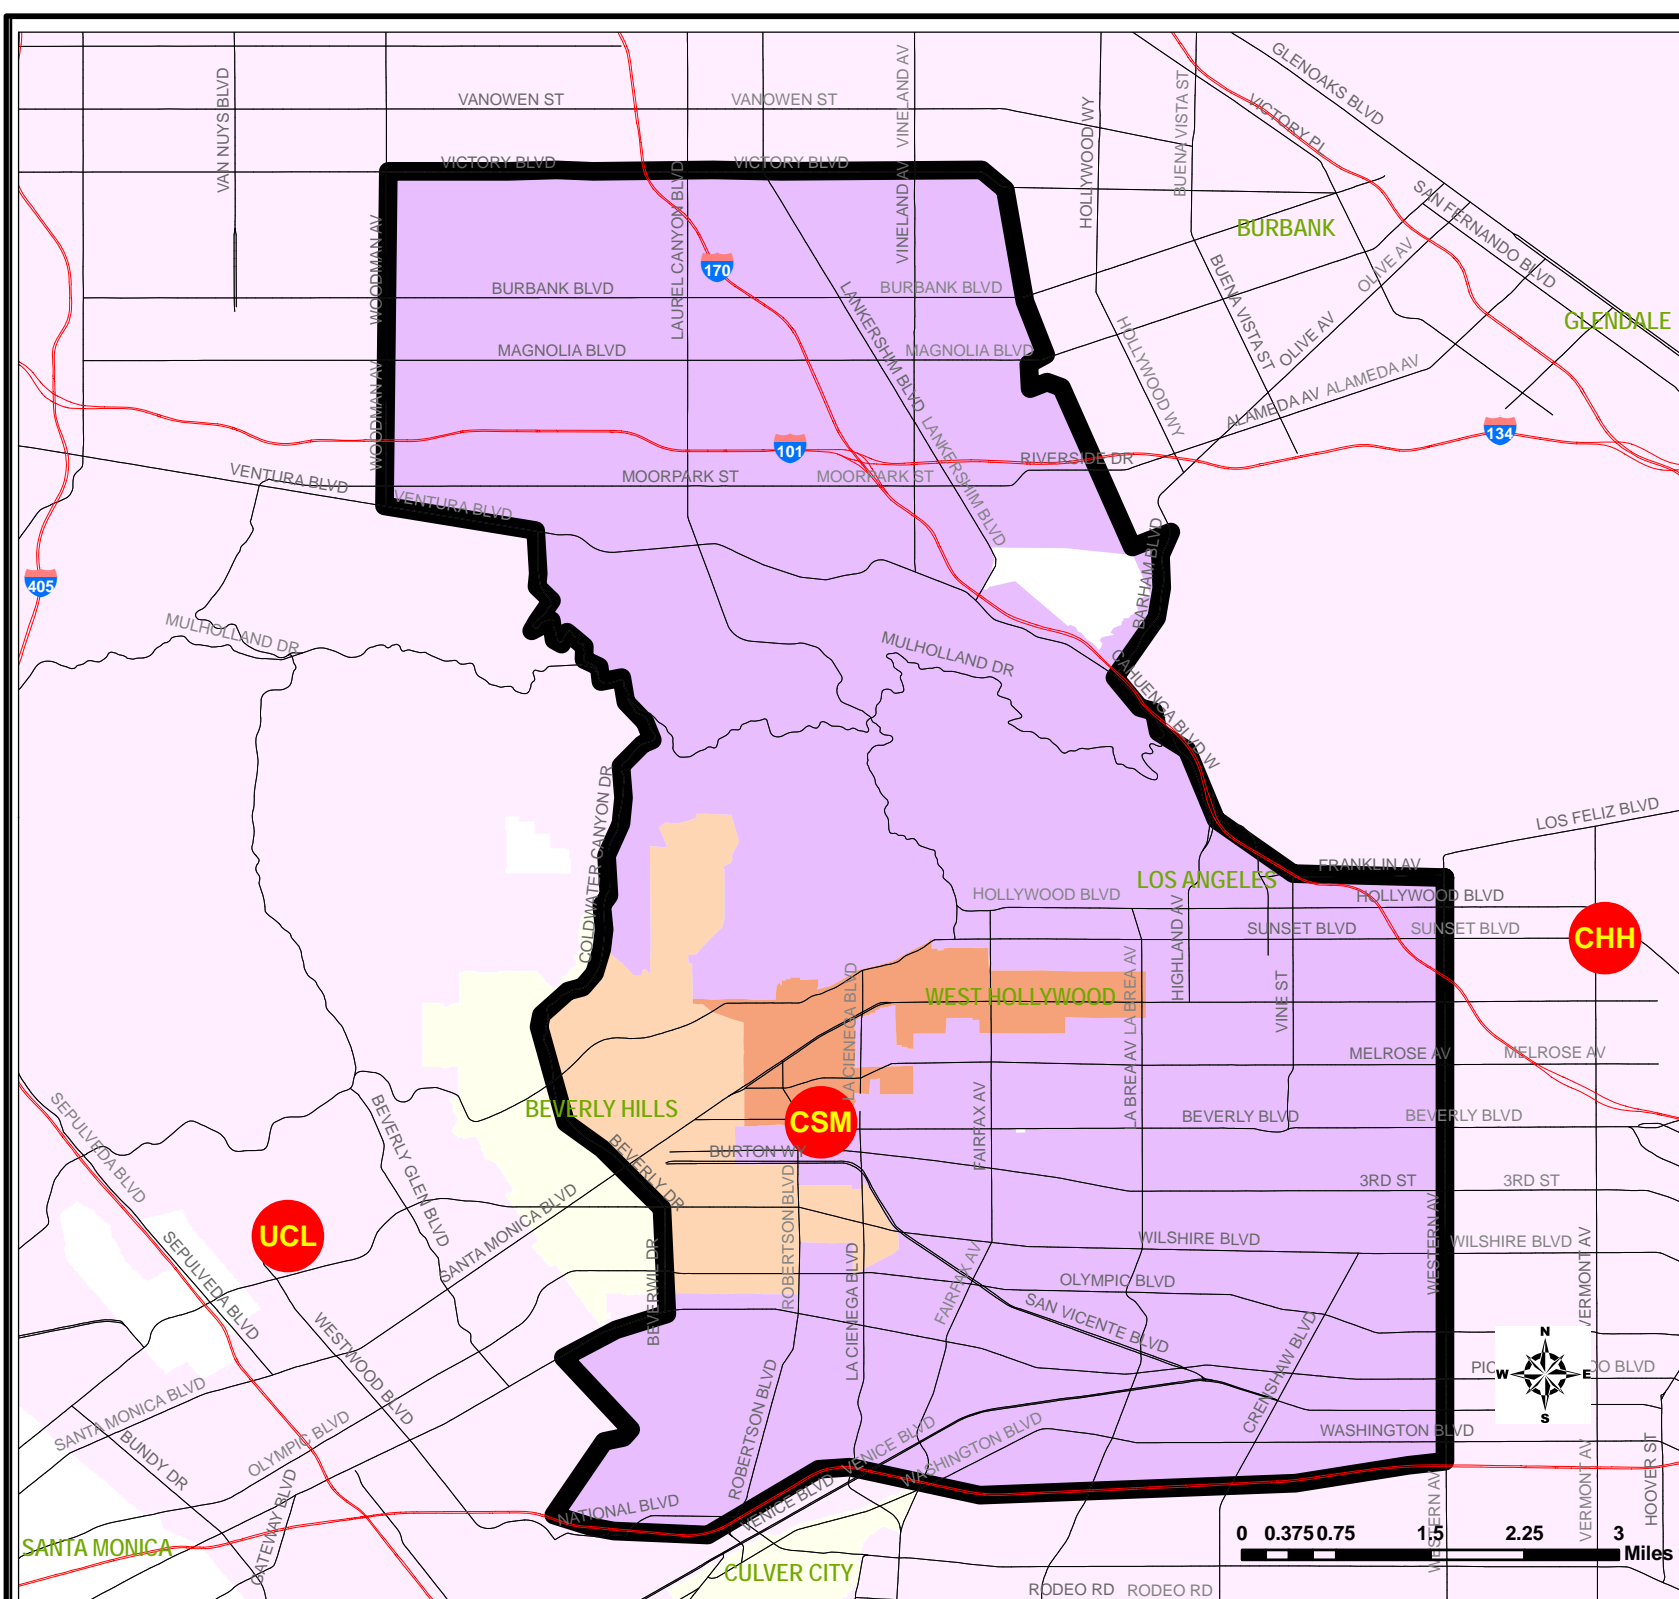 GLENOAKS BLVD
VANOWEN ST
VANOWEN ST
VINELAND AV
VAN NUYS BLVD
HOLLYWOOD WY
BUENA VISTA ST
VICTORY PL
VICTORY BLVD
VICTORY BLVD
LAUREL CANYON BLVD
VINELAND AV
SAN FERNANDO BLVD
BURBANK
WOODMAN AV
170
OLIVE AV
BUENA VISTA ST
BURBANK BLVD
BURBANK BLVD
LANKERSHIM BLVD
GLENDALE
OLIVE AV
HOLLYWOOD WY
MAGNOLIA BLVD
MAGNOLIA BLVD
WOODMAN AV
ALAMEDA AV
ALAMEDA AV
LANKERSHIM BLVD
134
101
RIVERSIDE DR
VENTURA BLVD
MOORPARK ST
MOORPARK ST
VENTURA BLVD
BARHAM BLVD
405
MULHOLLAND DR
MULHOLLAND DR
CAHUENGA BLVD W
COLDWATER CANYON DR
LOS FELIZ BLVD
FRANKLIN AV
LOS ANGELES
HOLLYWOOD BLVD
HOLLYWOOD BLVD
HIGHLAND AV
SUNSET BLVD
SUNSET BLVD
CHH
LA CIENEGA BLVD
WEST HOLLYWOOD
LA BREA AV
VINE ST
MELROSE AV
MELROSE AV
LA BREA AV
SEPULVEDA BLVD
BEVERLY GLEN BLVD
BEVERLY HILLS
CSM
FAIRFAX AV
BEVERLY BLVD
BEVERLY BLVD
BEVERLY DR
BURTON WY
3RD ST
3RD ST
UCL
SEPULVEDA BLVD
SANTA MONICA BLVD
ROBERTSON BLVD
WESTERN AV
WILSHIRE BLVD
WILSHIRE BLVD
VERMONT AV
BEVERWIL DR
LA CIENEGA BLVD
FAIRFAX AV
OLYMPIC BLVD
SAN VICENTE BLVD
WESTWOOD BLVD
CRENSHAW BLVD
N
W
E
S
SANTA MONICA BLVD
ROBERTSON BLVD
WASHINGTON BLVD
OLYMPIC BLVD
BUNDY DR
VENICE BLVD
WASHINGTON BLVD
HOOVER ST
VERMONT AV
NATIONAL BLVD
VENICE BLVD
WESTERN AV
GATEWAY BLVD
0 0.375 0.75 1.5 2.25 3
Miles
SANTA MONICA
CULVER CITY
RODEO RD
RODEO RD